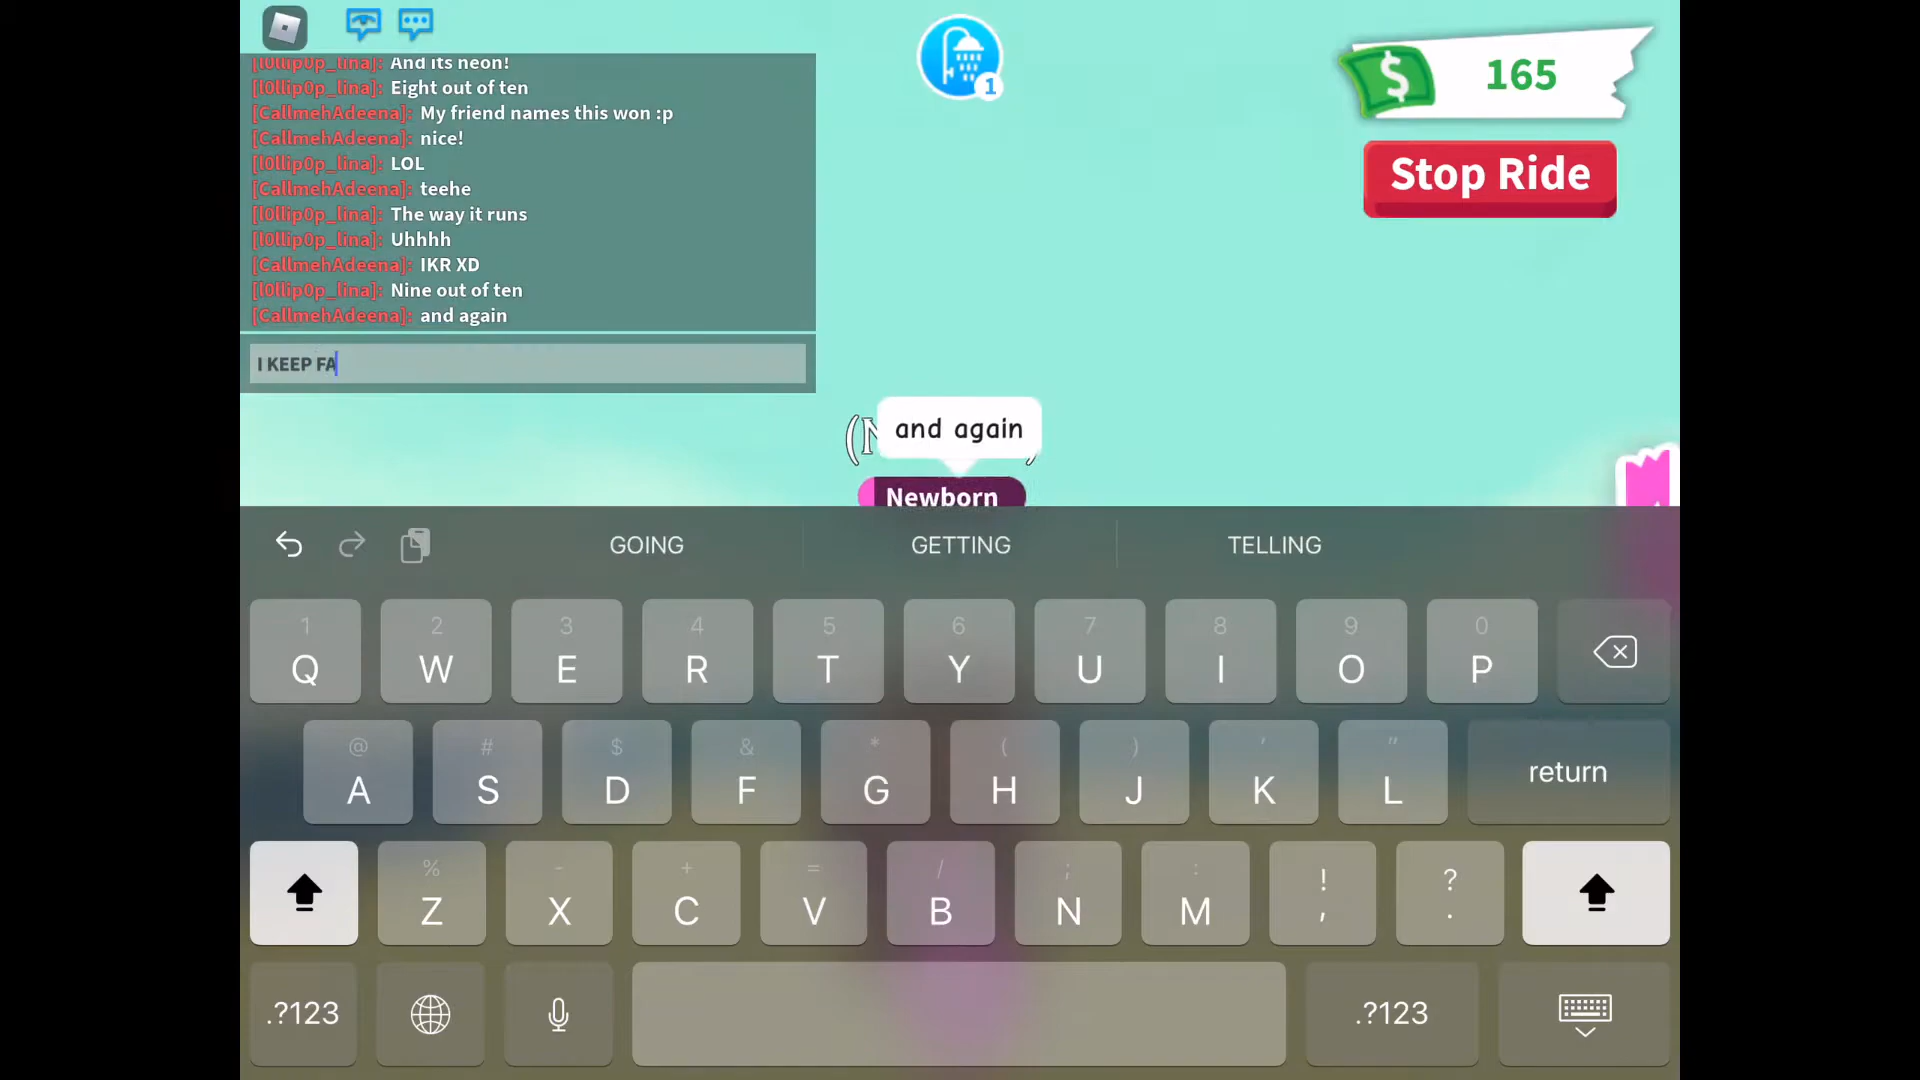 [l0llip0p_lina]: And its neon!
[l0llip0p_lina]: Eight out of ten
[CallmehAdeena]: My friend names this won :p
[CallmehAdeena]: nice!
[l0llip0p_lina]: LOL
[CallmehAdeena]: teehe
[l0llip0p_lina]: The way it runs
[l0llip0p_lina]: Uhhhh
[CallmehAdeena]: IKR XD
[l0llip0p_lina]: Nine out of ten
[CallmehAdeena]: and again
I KEEP FA
1
$ 165
Stop Ride
and again
Newborn
GOING GETTING TELLING
1 2 3 4 5 6 7 8 9 0
Q W E R T Y U I O P
@ # $ & * ( ) ' "
A S D F G H J K L return
% - + = / ; : ! ?
Z X C V B N M , .
.?123 .?123